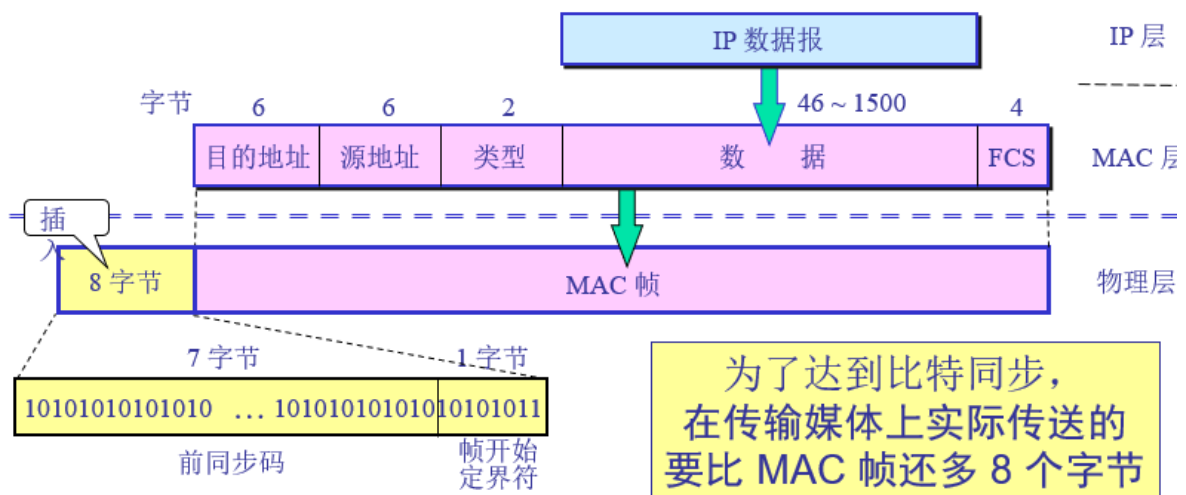 IP 数据报
IP 层
字节 6 6 2 46 ~ 1500 4
目的地址 源地址 类型 数 据 FCS
MAC 层
插
入
8 字节
MAC 帧
物理层
7 字节 1 字节
10101010101010 ... 10101010101010101011
前同步码
帧开始
定界符
为了达到比特同步，
在传输媒体上实际传送的
要比 MAC 帧还多 8 个字节